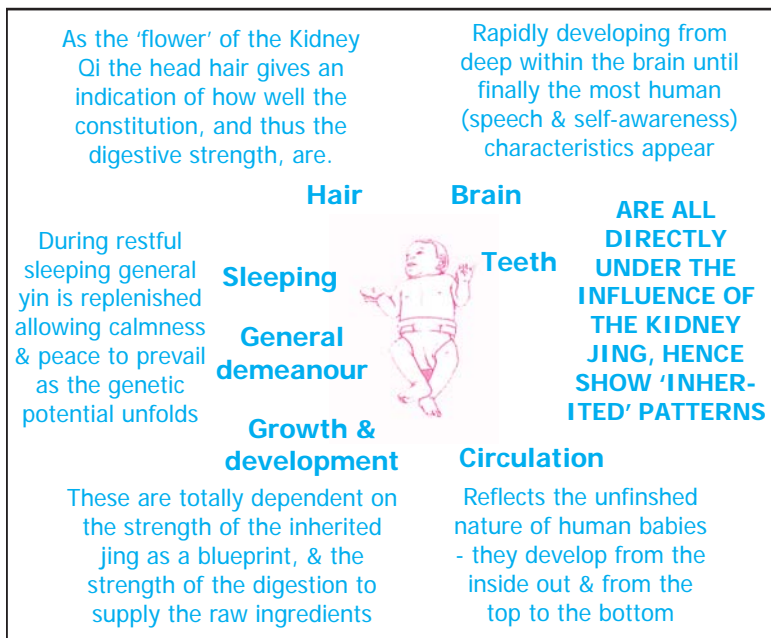 As the ‘flower’ of the Kidney
Qi the head hair gives an
indication of how well the
constitution, and thus the
digestive strength, are.
Rapidly developing from
deep within the brain until
finally the most human
(speech & self-awareness)
characteristics appear
Hair
Brain
During restful
sleeping general
yin is replenished
allowing calmness
& peace to prevail
as the genetic
potential unfolds
Sleeping
General
demeanour
Teeth
ARE ALL
DIRECTLY
UNDER THE
INFLUENCE OF
THE KIDNEY
JING, HENCE
SHOW ‘INHER-
ITED’ PATTERNS
Growth &
development
Circulation
These are totally dependent on
the strength of the inherited
jing as a blueprint, & the
strength of the digestion to
supply the raw ingredients
Reflects the unfinshed
nature of human babies
- they develop from the
inside out & from the
top to the bottom